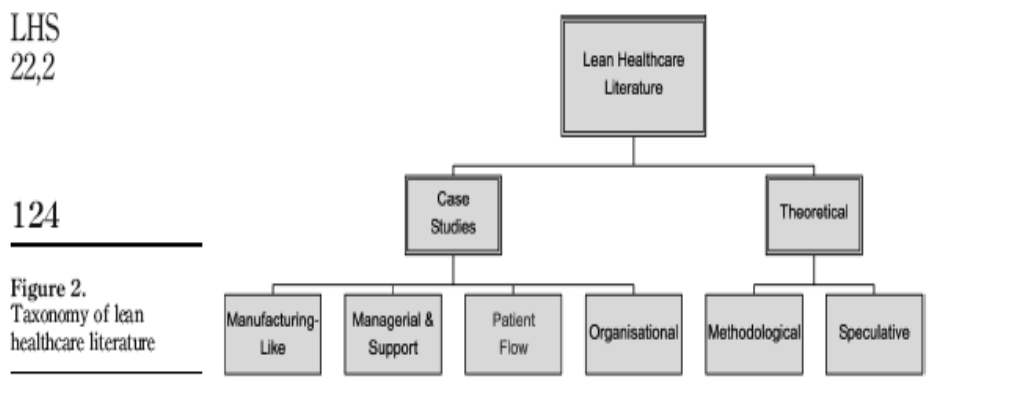 LHS
22,2
124
Figure 2.
Taxonomy of lean
healthcare literature
Lean Healthcare
Literature
Case
Studies
Theoretical
Manufacturing-
Like
Managerial &
Support
Patient
Flow
Organisational
Methodological
Speculative